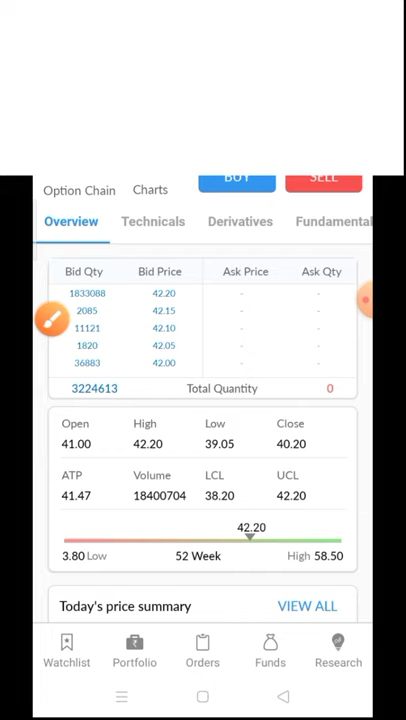 BUY SELL
Option Chain Charts
Overview Technicals Derivatives Fundamental
Bid Qty Bid Price Ask Price Ask Qty
1833088 42.20 - -
2085 42.15 - -
11121 42.10 - -
1820 42.05 - -
36883 42.00 - -
3224613 Total Quantity 0
Open High Low Close
41.00 42.20 39.05 40.20
ATP Volume LCL UCL
41.47 18400704 38.20 42.20
42.20
3.80 Low 52 Week High 58.50
Today's price summary VIEW ALL
Watchlist Portfolio Orders Funds Research